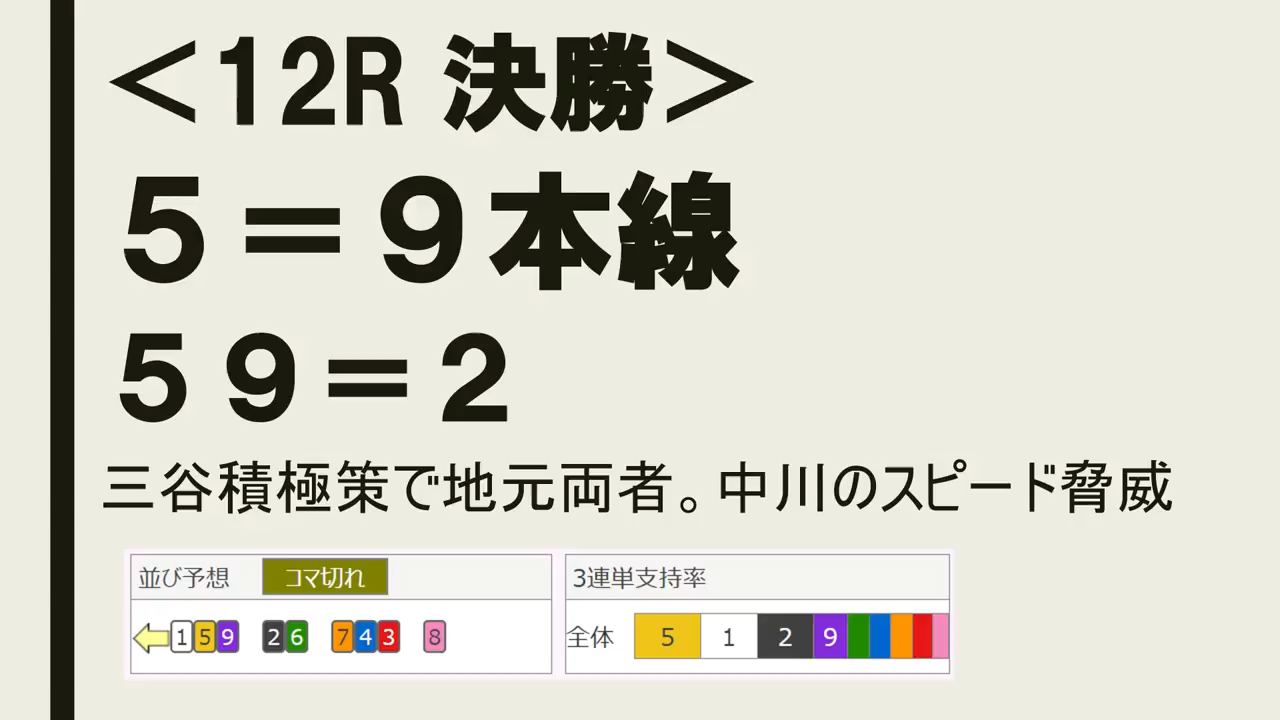 ＜12R 決勝＞
５＝９本線
５９＝２
三谷積極策で地元両者。中川のスピード脅威
並び予想 コマ切れ
1 5 9 2 6 7 4 3 8
3連単支持率
全体 5 1 2 9